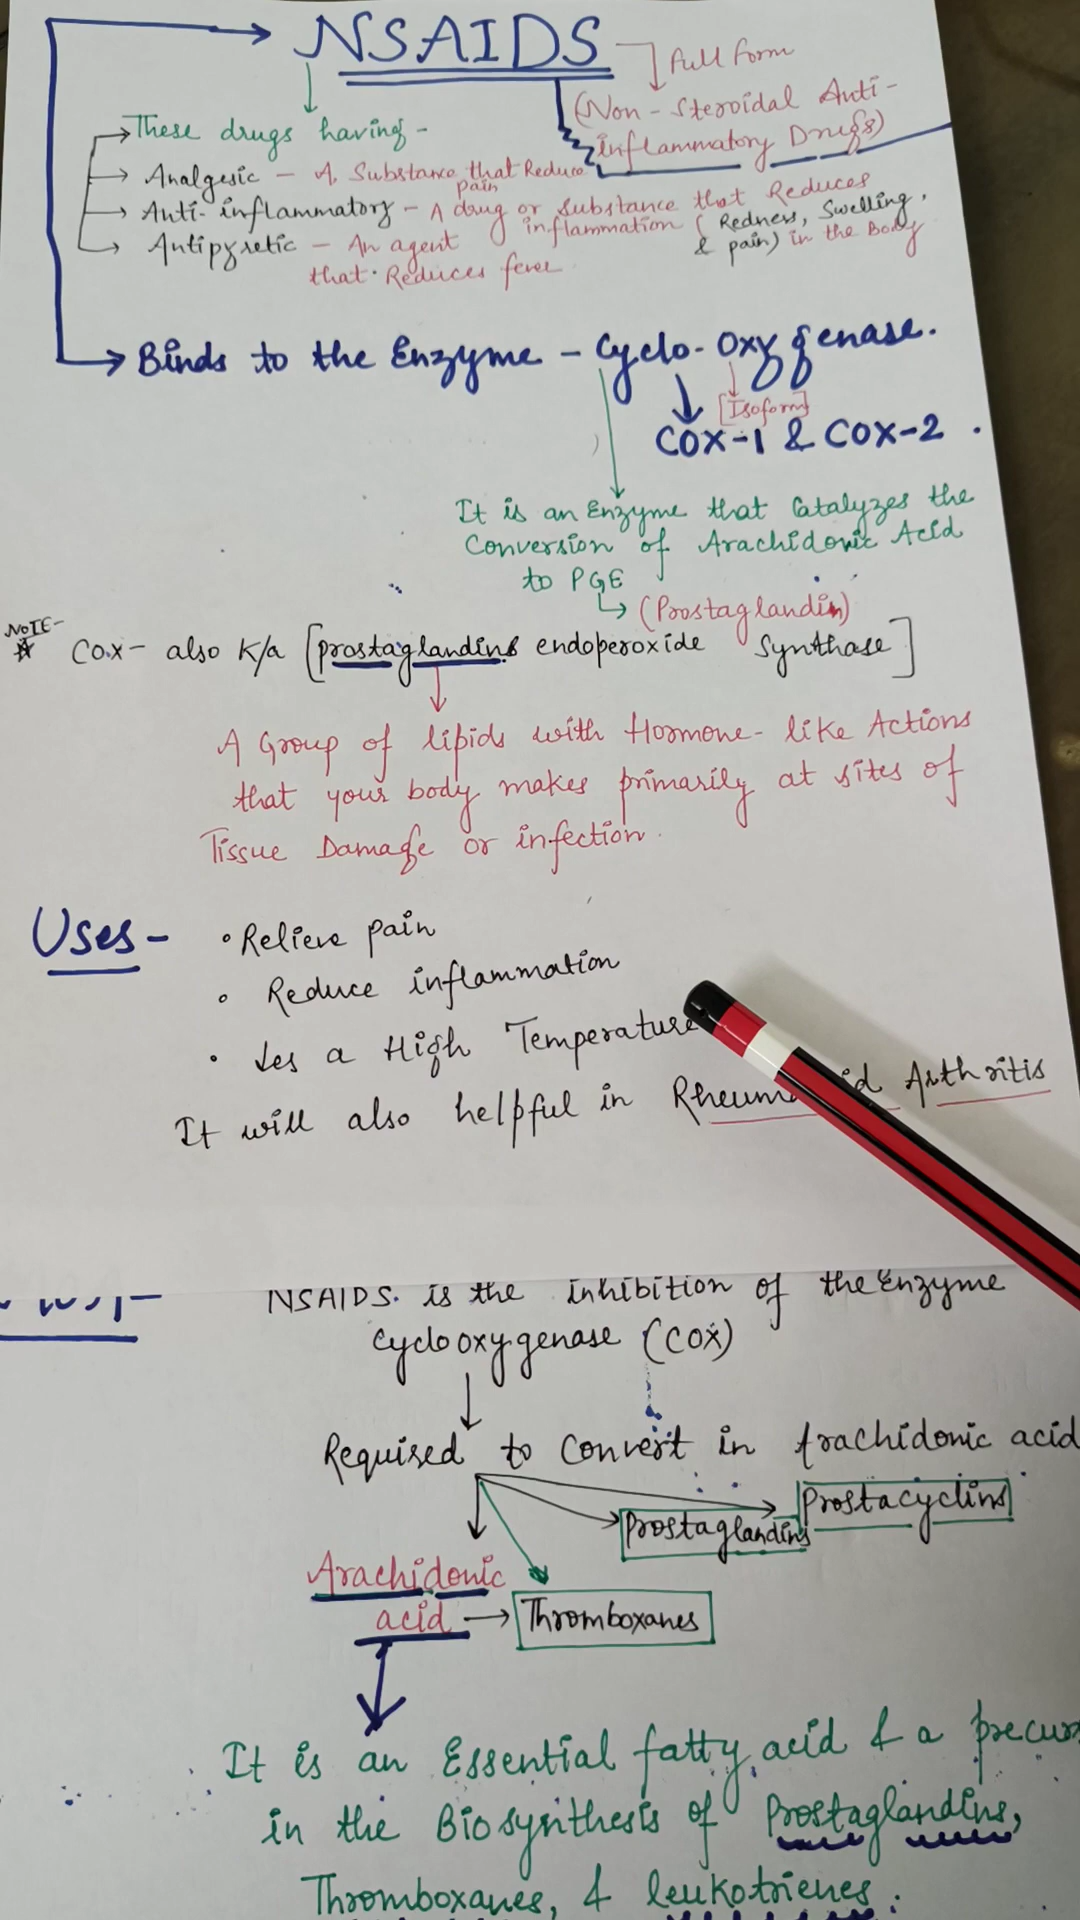 NSAIDS
full form
(Non-Steroidal Anti-
inflammatory Drugs)
These drugs having-
Analgesic - A Substance that Reduce
pain
Anti-inflammatory - A drug or Substance that Reduces
inflammation (Redness, Swelling,
& pain) in the Body
Antipyretic - An agent
that Reduces fever
Binds to the Enzyme - Cyclo-Oxygenase.
[Isoform]
COX-1 & COX-2.
It is an Enzyme that Catalyzes the
Conversion of Arachidonic Acid
to PGE
(Prostaglandin)
NOTE-
COX- also K/a [prostaglandins endoperoxide Synthase]
A Group of lipids with Hormone-like Actions
that your body makes primarily at sites of
Tissue Damage or infection.
Uses-
Relieve pain
Reduce inflammation
a High Temperature
It will also helpful in Arthritis
NSAIDS. is the inhibition of the Enzyme
Cyclooxygenase (COX)
Required to Convert in Arachidonic acid
Prostacyclins
Prostaglandins
Arachidonic
acid
Thromboxanes
It is an Essential fatty acid & a
in the Biosynthesis of Prostaglandins,
Thromboxanes, & leukotrienes.